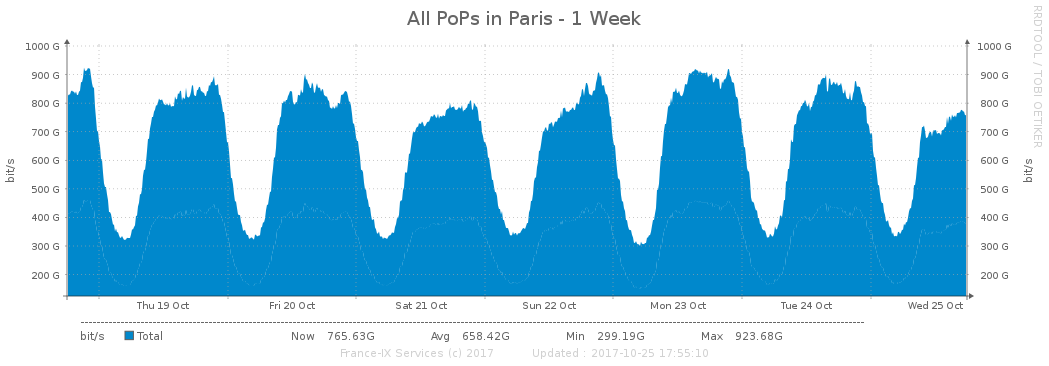 All PoPs in Paris - 1 Week
RRDTOOL / TOBI OETIKER
bit/s
1000 G
900 G
800 G
700 G
600 G
500 G
400 G
300 G
200 G
1000 G
900 G
800 G
700 G
600 G
500 G
400 G
300 G
200 G
bit/s
Thu 19 Oct Fri 20 Oct Sat 21 Oct Sun 22 Oct Mon 23 Oct Tue 24 Oct Wed 25 Oct
bit/s Total Now 765.63G Avg 658.42G Min 299.19G Max 923.68G
France-IX Services (c) 2017 Updated : 2017-10-25 17:55:10